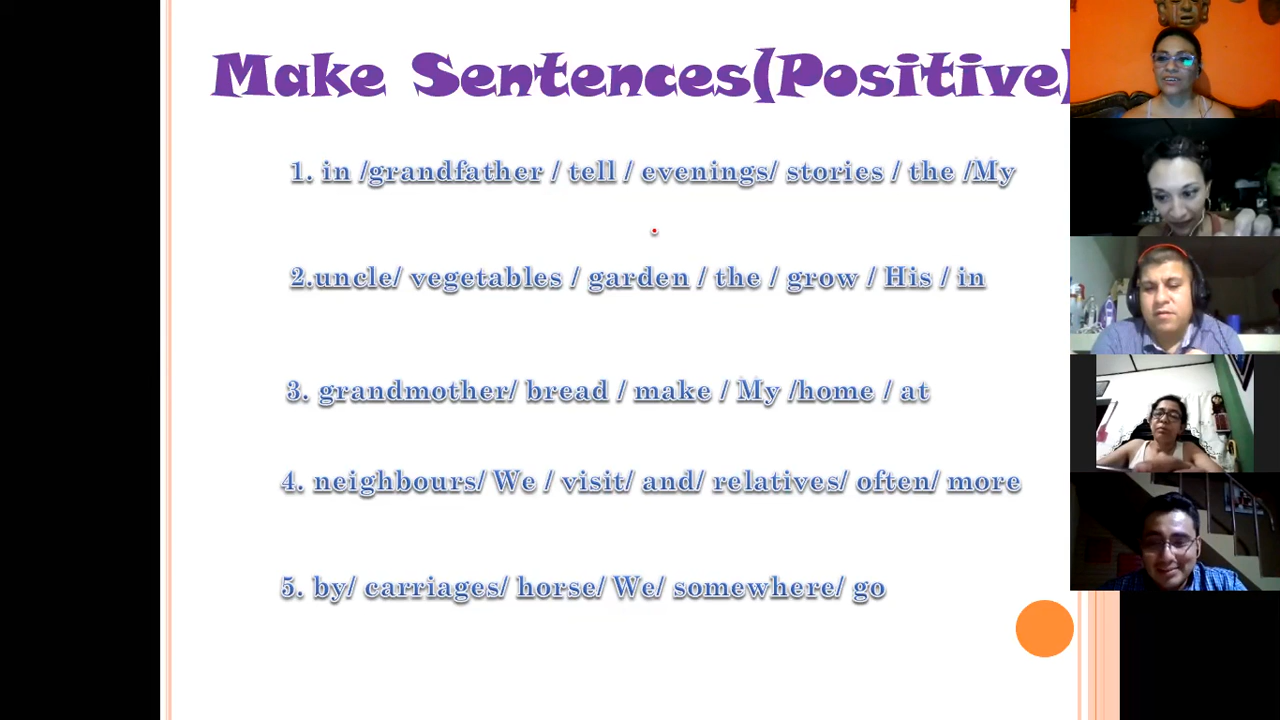 Make Sentences(Positive)
1. in /grandfather / tell / evenings/ stories / the /My
2.uncle/ vegetables / garden / the / grow / His / in
3. grandmother/ bread / make / My /home / at
4. neighbours/ We / visit/ and/ relatives/ often/ more
5. by/ carriages/ horse/ We/ somewhere/ go